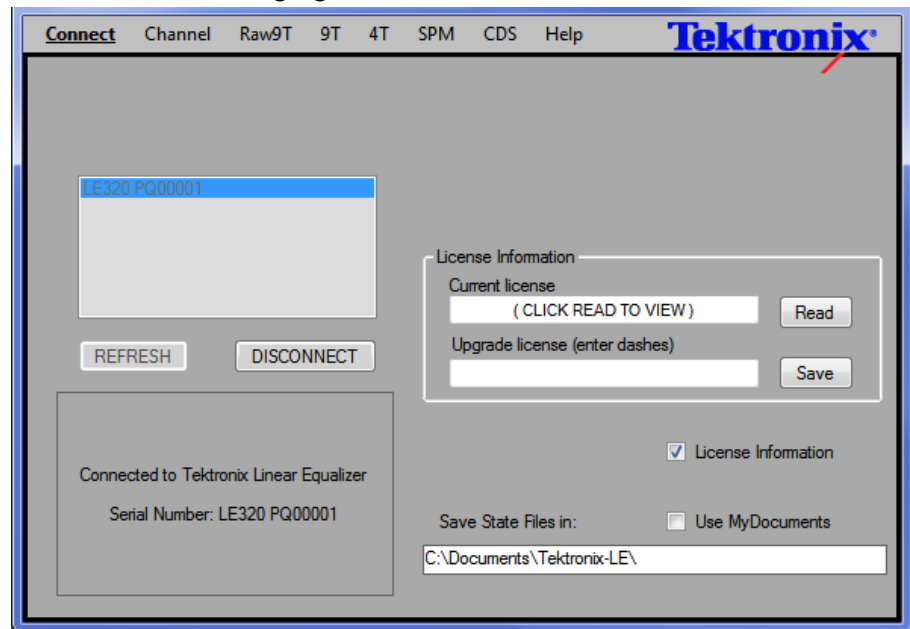 Connect Channel Raw9T 9T 4T SPM CDS Help Tektronix
LE320 PQ00001
REFRESH DISCONNECT
Connected to Tektronix Linear Equalizer
Serial Number: LE320 PQ00001
License Information
Current license
( CLICK READ TO VIEW ) Read
Upgrade license (enter dashes)
Save
License Information
Save State Files in: Use MyDocuments
C:\Documents\Tektronix-LE\